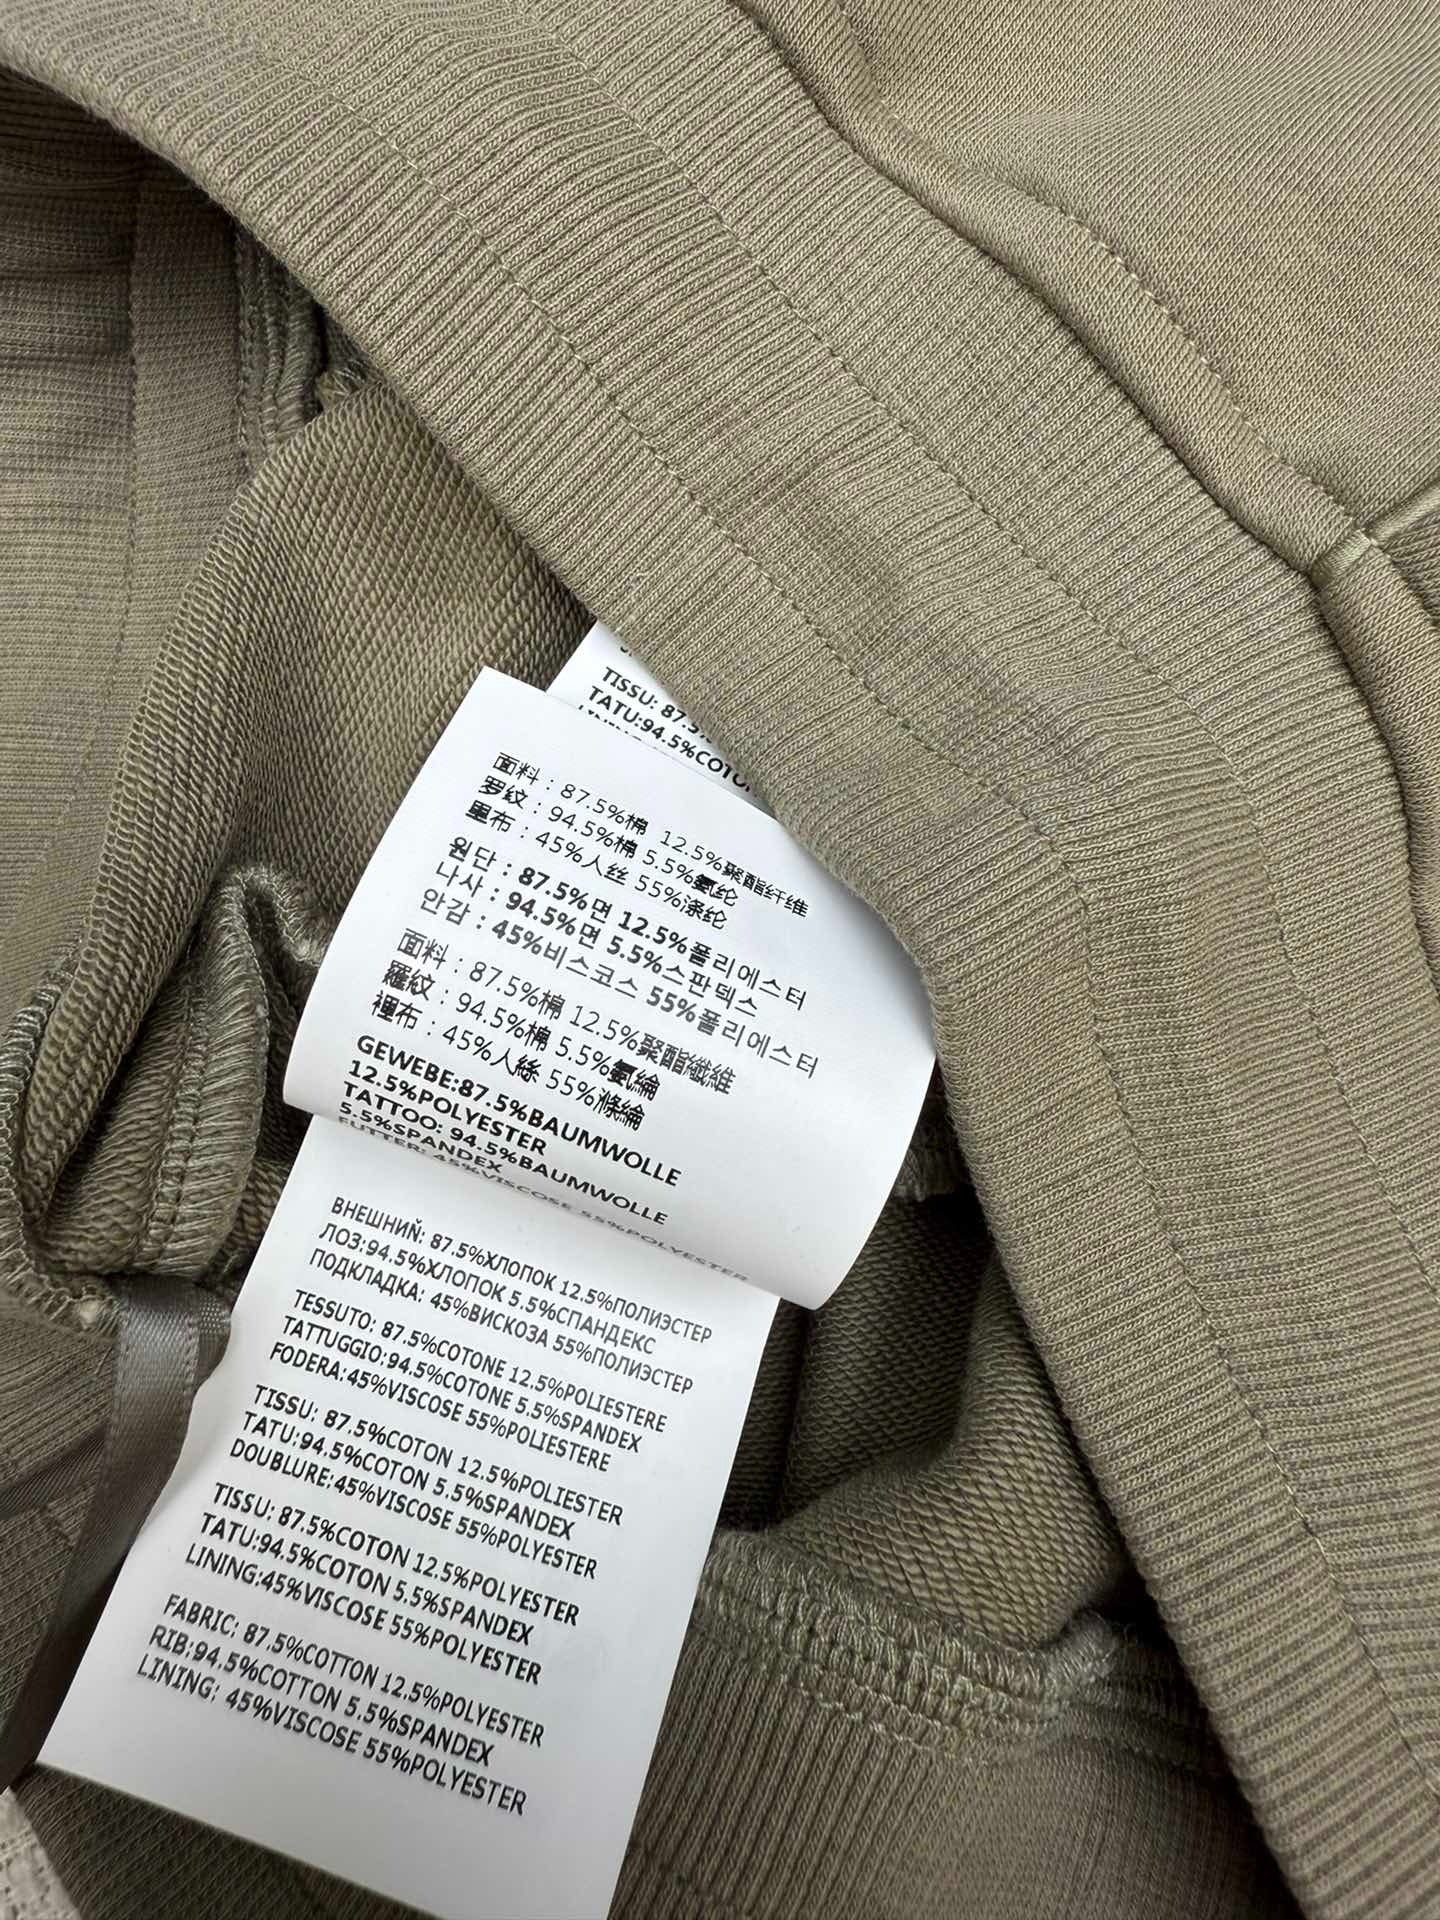 TISSU: 87.5%
TATU:94.5%COTON
面料：87.5%棉 12.5%聚酯纤维
罗纹：94.5%棉 5.5%氨纶
里布：45%人丝 55%涤纶
원단：87.5%면 12.5%폴리에스터
나사：94.5%면 5.5%스판덱스
안감：45%비스코스 55%폴리에스터
面料：87.5%棉 12.5%聚酯纖維
羅紋：94.5%棉 5.5%氨綸
裡布：45%人絲 55%滌綸
GEWEBE:87.5%BAUMWOLLE
12.5%POLYESTER
TATTOO: 94.5%BAUMWOLLE
5.5%SPANDEX
FUTTER: 45%VISCOSE 55%POLYESTER
ВНЕШНИЙ: 87.5%ХЛОПОК 12.5%ПОЛИЭСТЕР
ЛОЗ:94.5%ХЛОПОК 5.5%СПАНДЕКС
ПОДКЛАДКА: 45%ВИСКОЗА 55%ПОЛИЭСТЕР
TESSUTO: 87.5%COTONE 12.5%POLIESTERE
TATTUGGIO:94.5%COTONE 5.5%SPANDEX
FODERA:45%VISCOSE 55%POLIESTERE
TISSU: 87.5%COTON 12.5%POLIESTER
TATU:94.5%COTON 5.5%SPANDEX
DOUBLURE:45%VISCOSE 55%POLYESTER
TISSU: 87.5%COTON 12.5%POLYESTER
TATU:94.5%COTON 5.5%SPANDEX
LINING:45%VISCOSE 55%POLYESTER
FABRIC: 87.5%COTTON 12.5%POLYESTER
RIB:94.5%COTTON 5.5%SPANDEX
LINING: 45%VISCOSE 55%POLYESTER